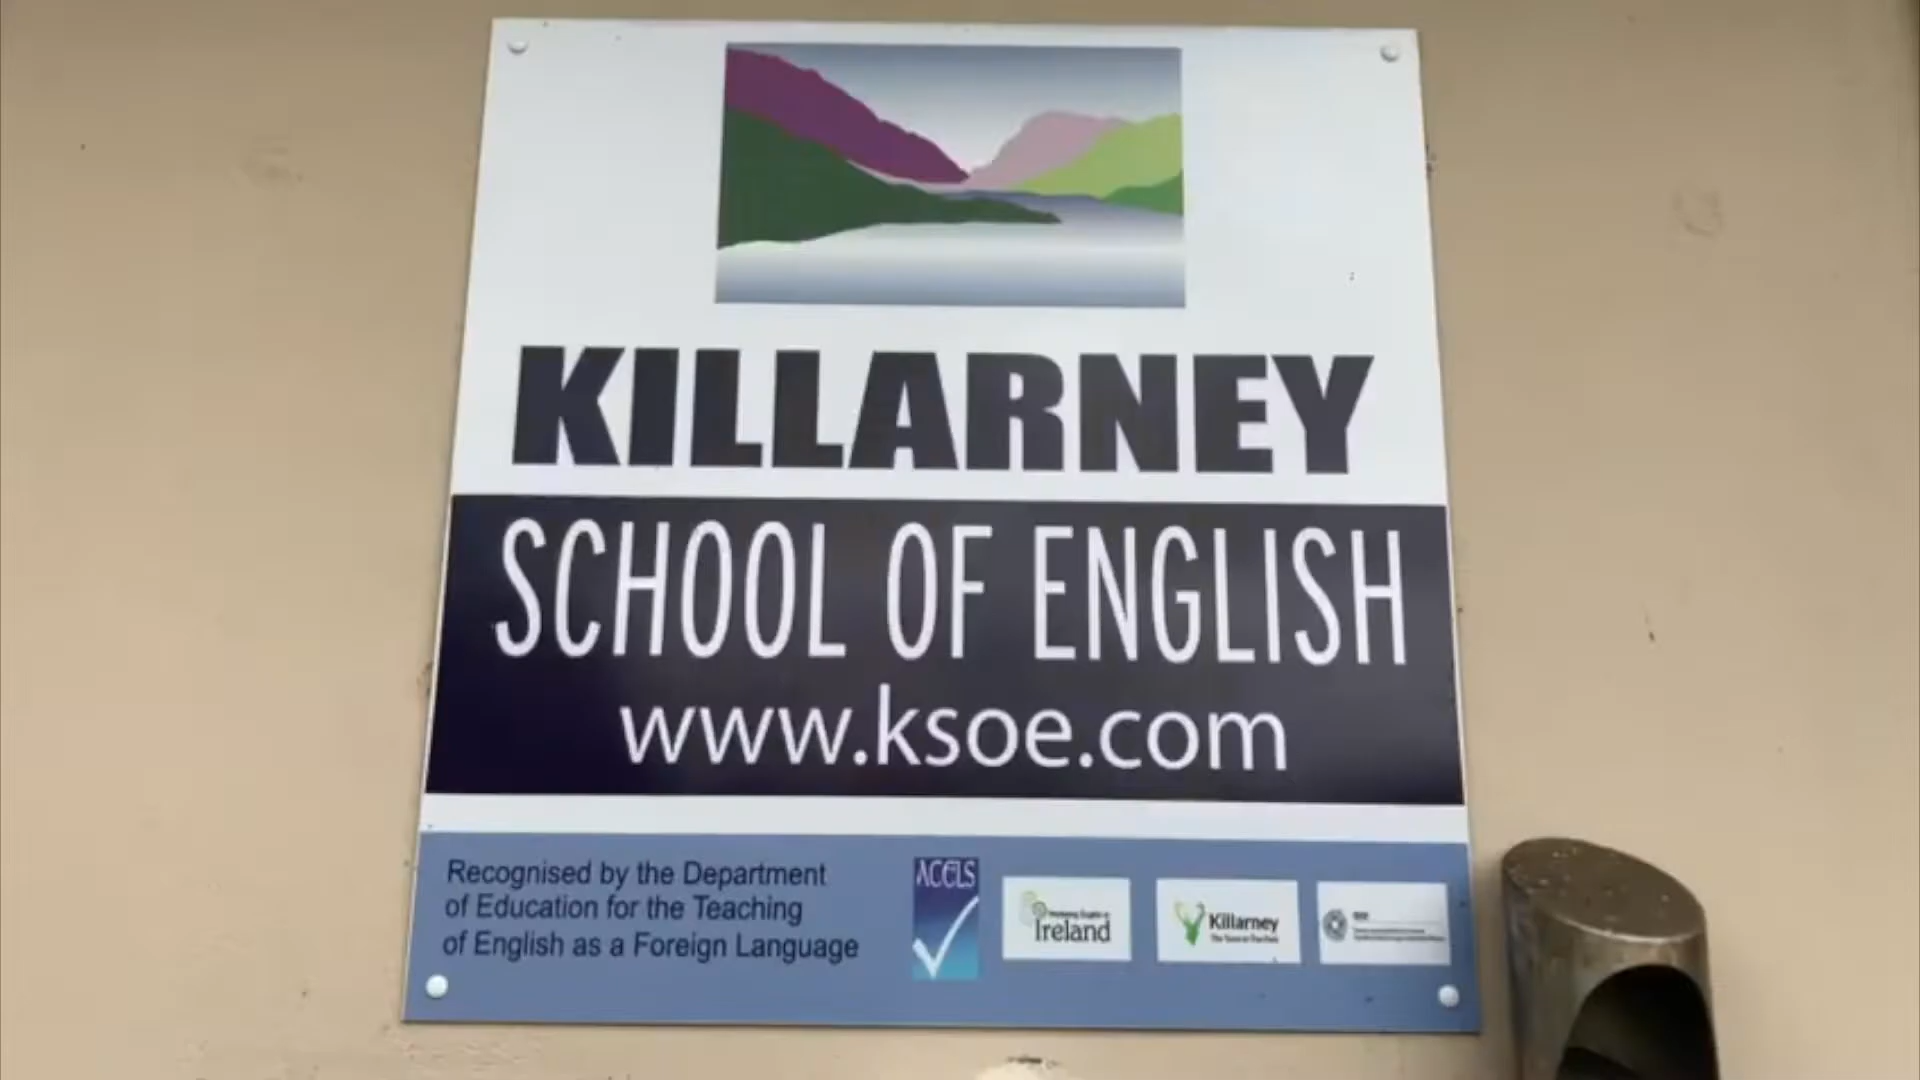 KILLARNEY
SCHOOL OF ENGLISH
www.ksoe.com
Recognised by the Department
of Education for the Teaching
of English as a Foreign Language
ACELS
Ireland
Killarney